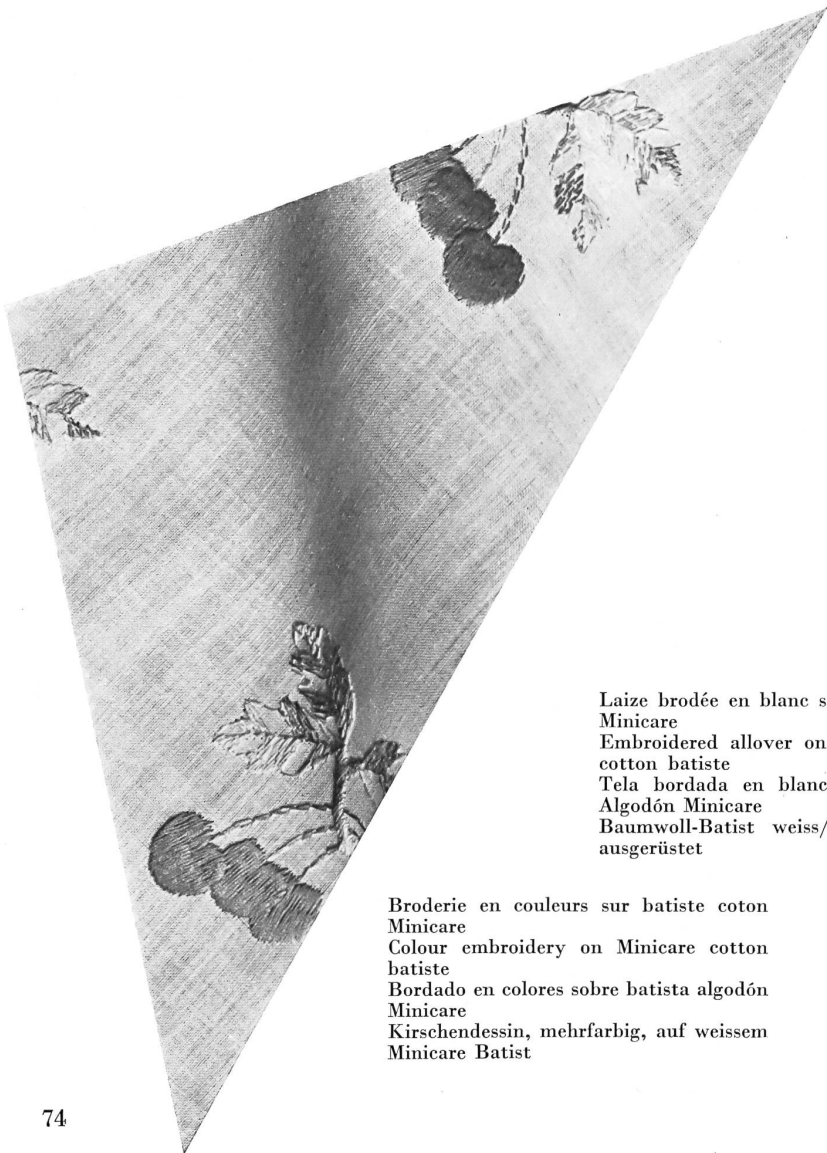 Laize brodée en blanc s
Minicare
Embroidered allover on
cotton batiste
Tela bordada en blanc
Algodón Minicare
Baumwoll-Batist weiss/
ausgerüstet
Broderie en couleurs sur batiste coton
Minicare
Colour embroidery on Minicare cotton
batiste
Bordado en colores sobre batista algodón
Minicare
Kirschendessin, mehrfarbig, auf weissem
Minicare Batist
74